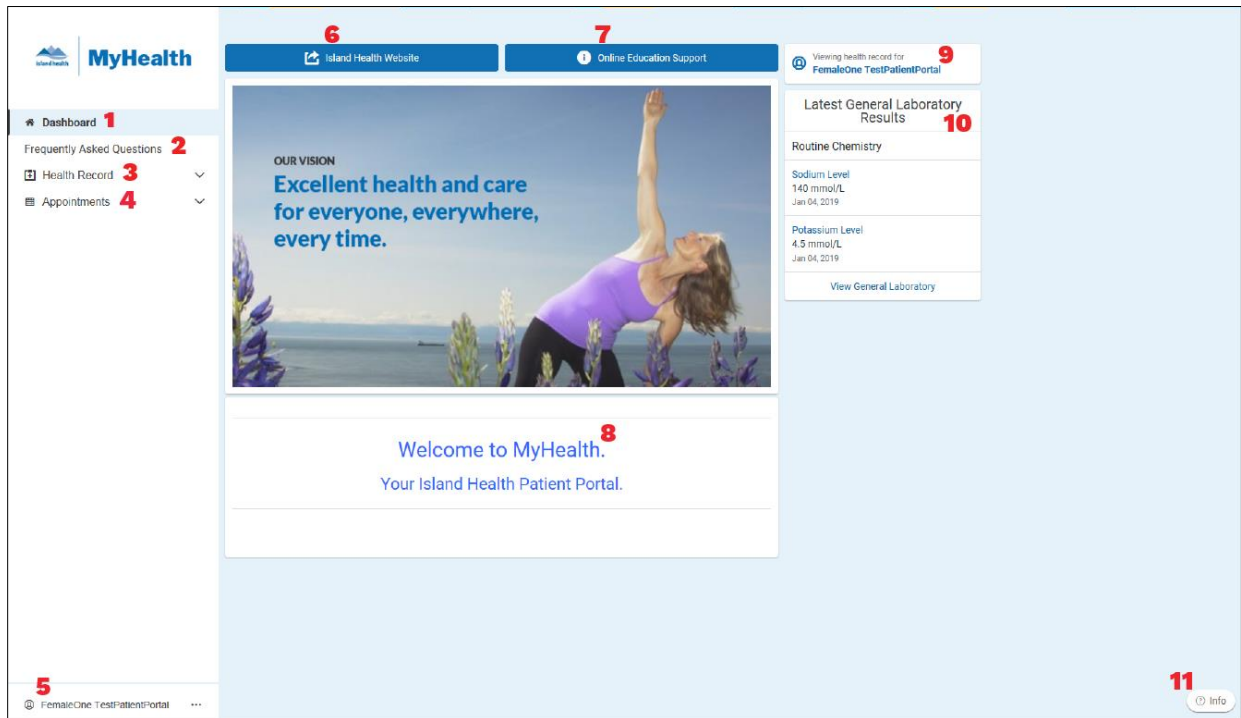 island health
MyHealth
Dashboard 1
Frequently Asked Questions 2
Health Record 3
Appointments 4
5
FemaleOne TestPatientPortal ...
6
Island Health Website
7
Online Education Support
OUR VISION
Excellent health and care
for everyone, everywhere,
every time.
8
Welcome to MyHealth.
Your Island Health Patient Portal.
9
Viewing health record for
FemaleOne TestPatientPortal
Latest General Laboratory
Results 10
Routine Chemistry
Sodium Level
140 mmol/L
Jan 04, 2019
Potassium Level
4.5 mmol/L
Jan 04, 2019
View General Laboratory
11
Info